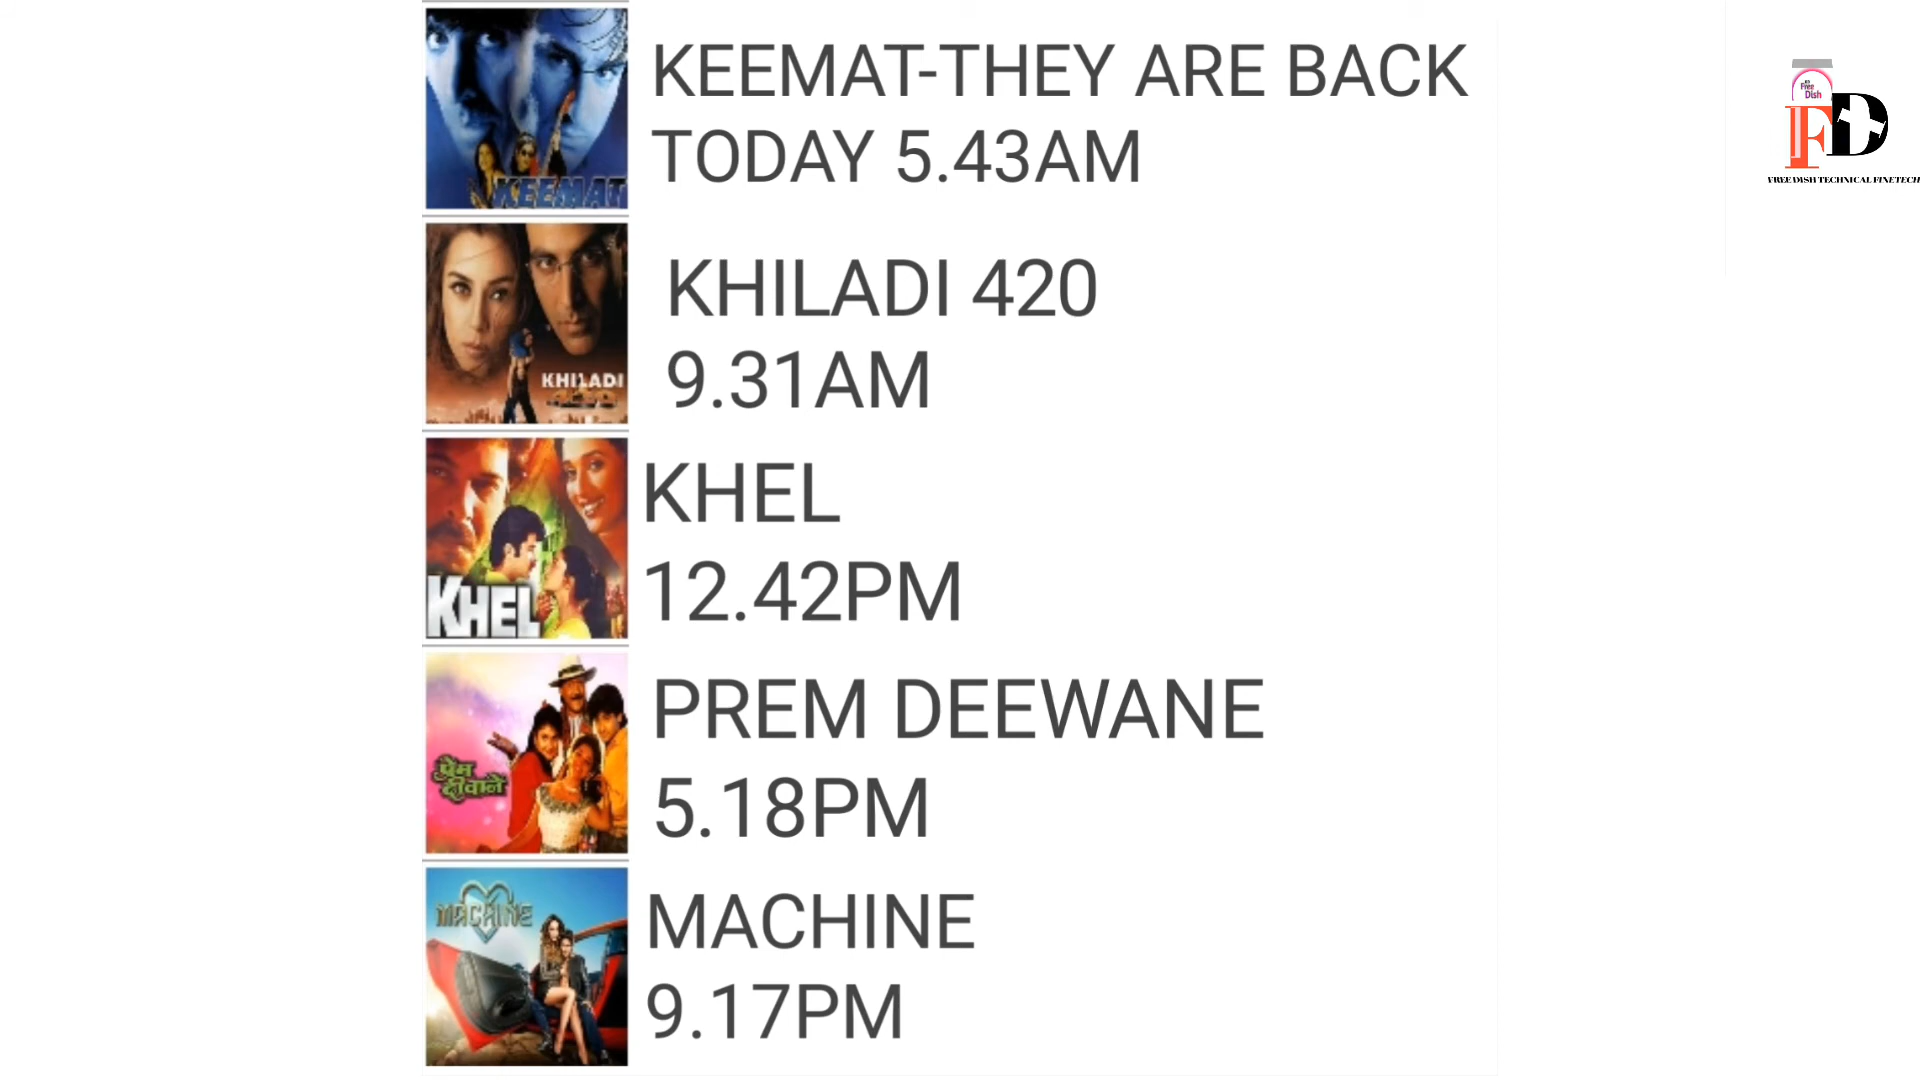 KEEMAT-THEY ARE BACK
TODAY 5.43AM
KEEMAT
KHILADI 420
9.31AM
KHILADI
420
KHEL
12.42PM
KHEL
PREM DEEWANE
5.18PM
प्रेम
दीवाने
MACHINE
9.17PM
MACHINE
Free
Dish
FD
FREE DISH TECHNICAL FINETECH